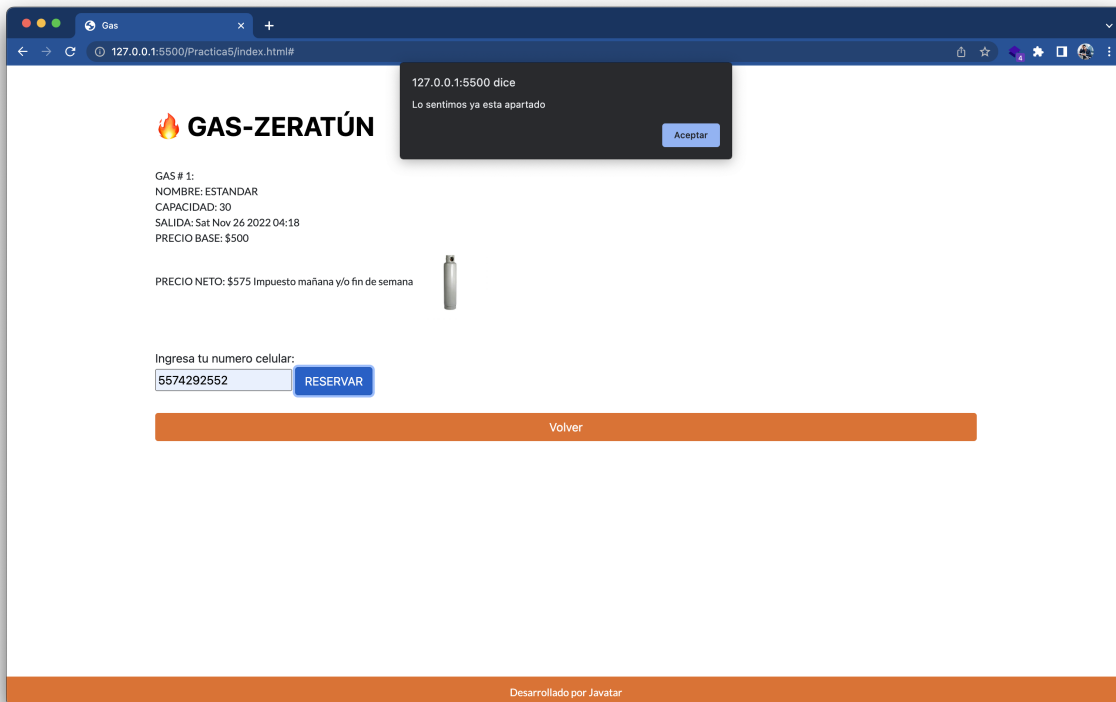 Gas
127.0.0.1:5500/Practica5/index.html#
4
127.0.0.1:5500 dice
Lo sentimos ya esta apartado
Aceptar
GAS-ZERATÚN
GAS # 1:
NOMBRE: ESTANDAR
CAPACIDAD: 30
SALIDA: Sat Nov 26 2022 04:18
PRECIO BASE: $500
PRECIO NETO: $575 Impuesto mañana y/o fin de semana
Ingresa tu numero celular:
5574292552 RESERVAR
Volver
Desarrollado por Javatar